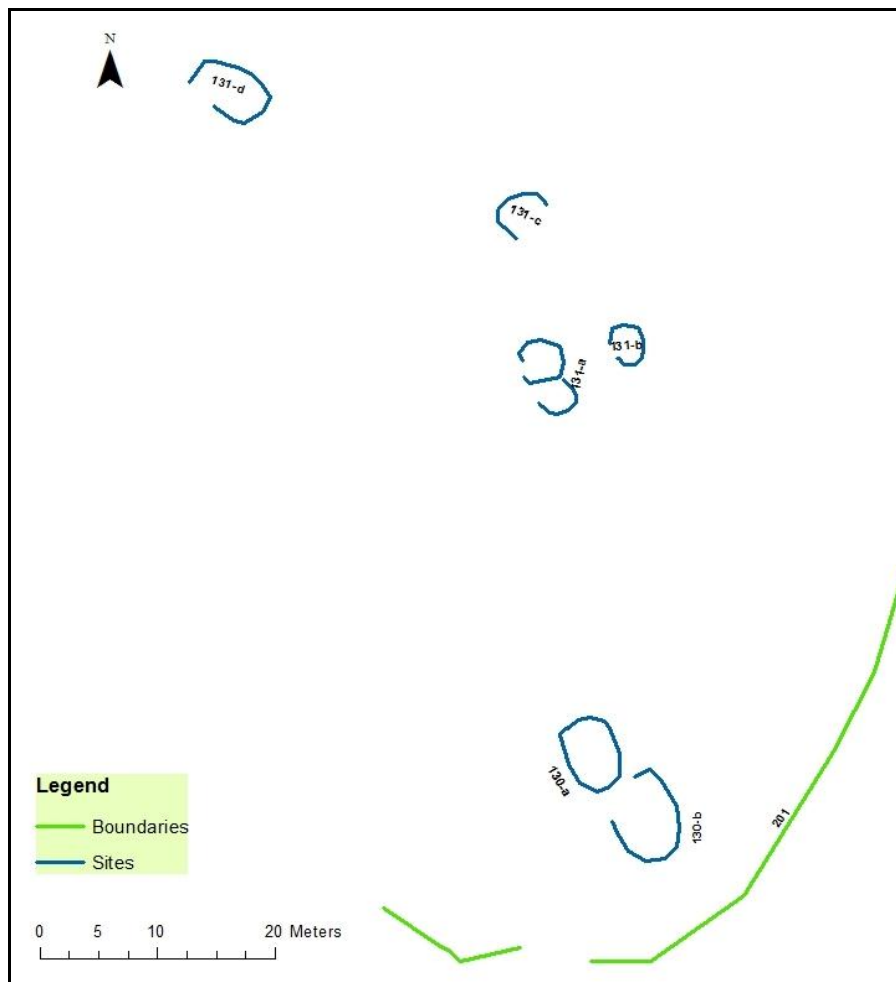 N
131-d
131-c
131-b
131-a
130-a
130-b
201
Legend
Boundaries
Sites
0 5 10 20 Meters